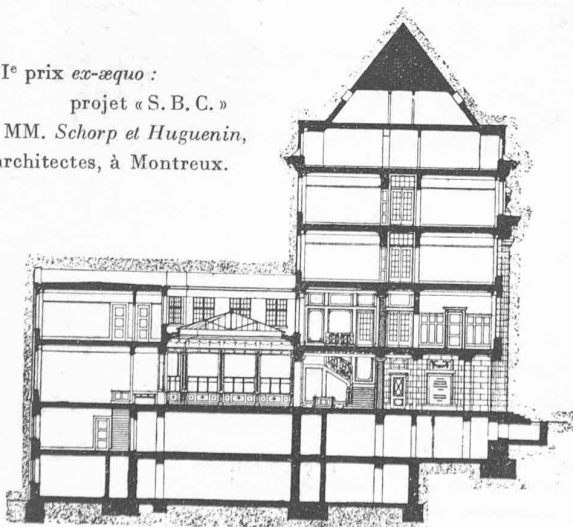 Iᵉ prix ex-æquo :
projet « S. B. C. »
MM. Schorp et Huguenin,
architectes, à Montreux.